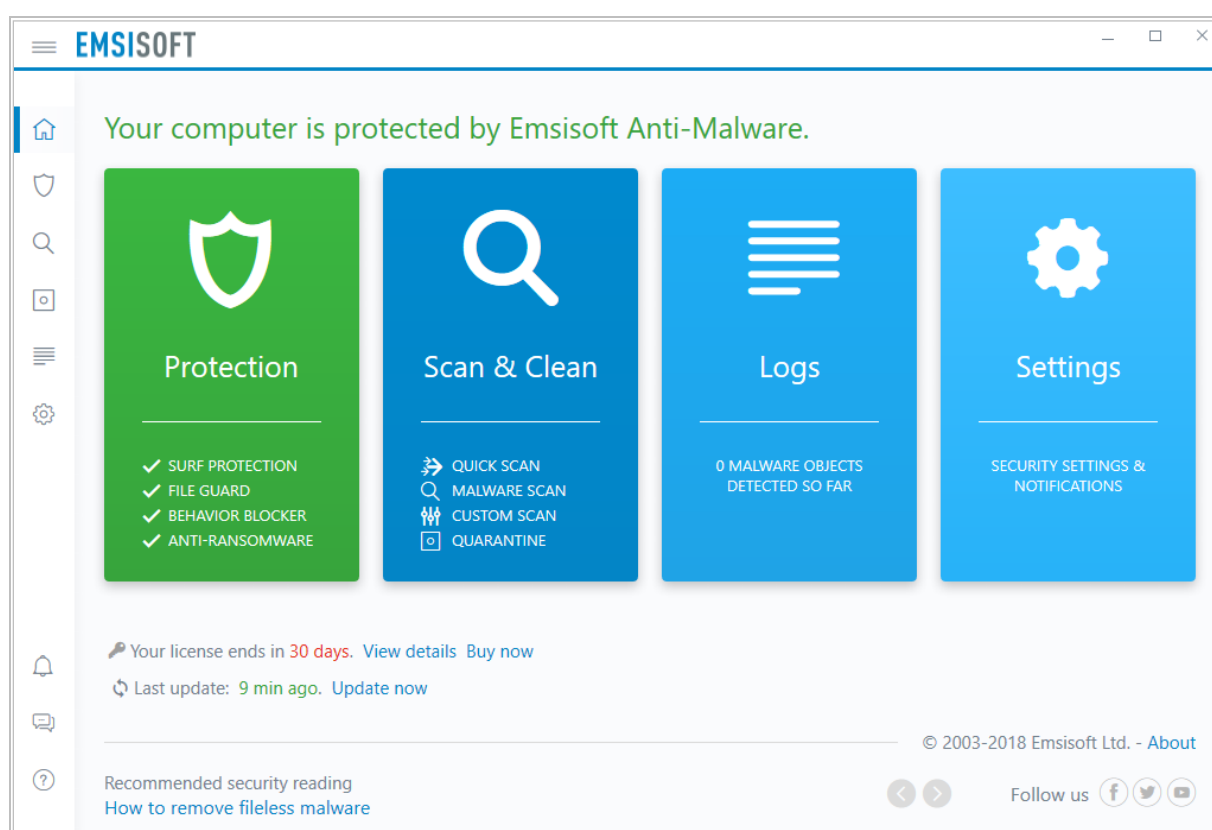 EMSISOFT
Your computer is protected by Emsisoft Anti-Malware.
Protection
SURF PROTECTION
FILE GUARD
BEHAVIOR BLOCKER
ANTI-RANSOMWARE
Scan & Clean
QUICK SCAN
MALWARE SCAN
CUSTOM SCAN
QUARANTINE
Logs
0 MALWARE OBJECTS
DETECTED SO FAR
Settings
SECURITY SETTINGS &
NOTIFICATIONS
Your license ends in 30 days. View details Buy now
Last update: 9 min ago. Update now
© 2003-2018 Emsisoft Ltd. - About
Recommended security reading
How to remove fileless malware
Follow us